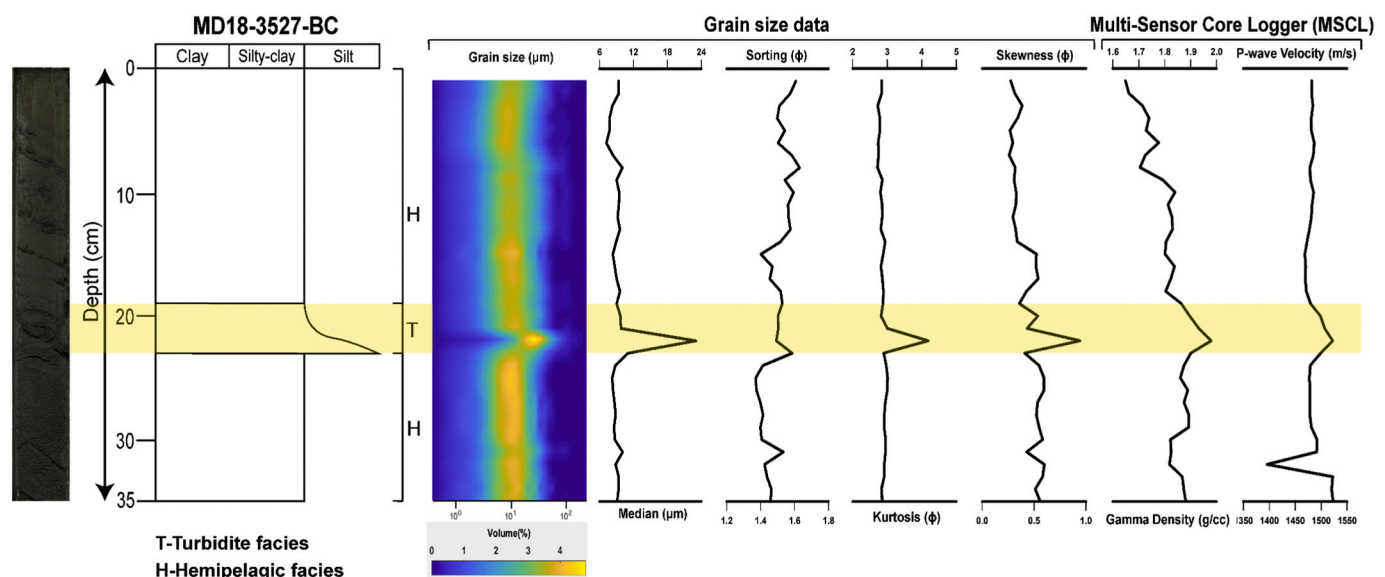 MD18-3527-BC
Grain size data
Multi-Sensor Core Logger (MSCL)
Clay
Silty-clay
Silt
Grain size (µm)
6 12 18 24
Sorting (ϕ)
2 3 4 5
Skewness (ϕ)
1.6 1.7 1.8 1.9 2.0
P-wave Velocity (m/s)
Depth (cm)
0
10
20
30
35
H
T
H
10⁰ 10¹ 10²
Volume(%)
0 1 2 3 4
Median (µm)
1.2 1.4 1.6 1.8
Kurtosis (ϕ)
0.0 0.5 1.0
Gamma Density (g/cc)
1350 1400 1450 1500 1550
T-Turbidite facies
H-Hemipelagic facies